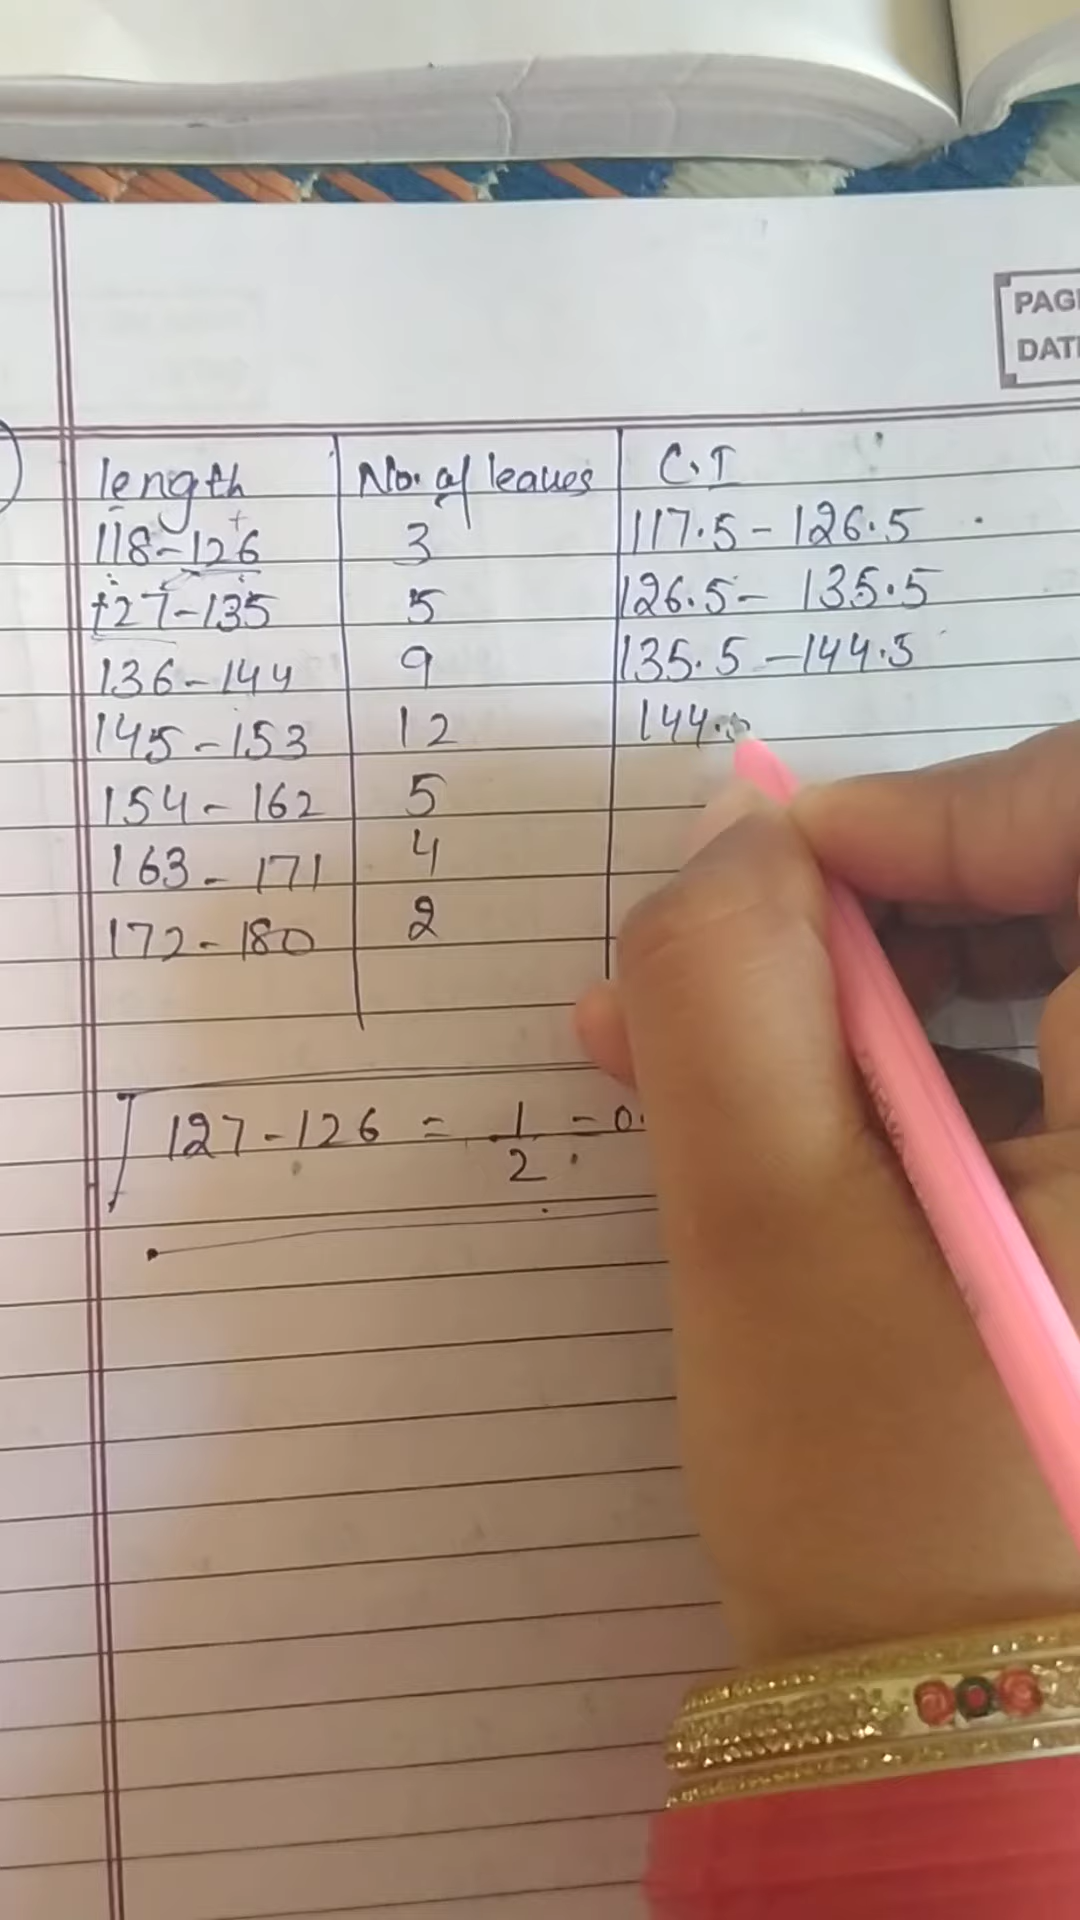 PAG
DAT
length No. of leaves C.I
118-126 3 117.5-126.5
127-135 5 126.5- 135.5
136-144 9 135.5-144.5
145-153 12 144.
154- 162 5
163- 171 4
172-180 2
127-126 = 1/2 - 0.